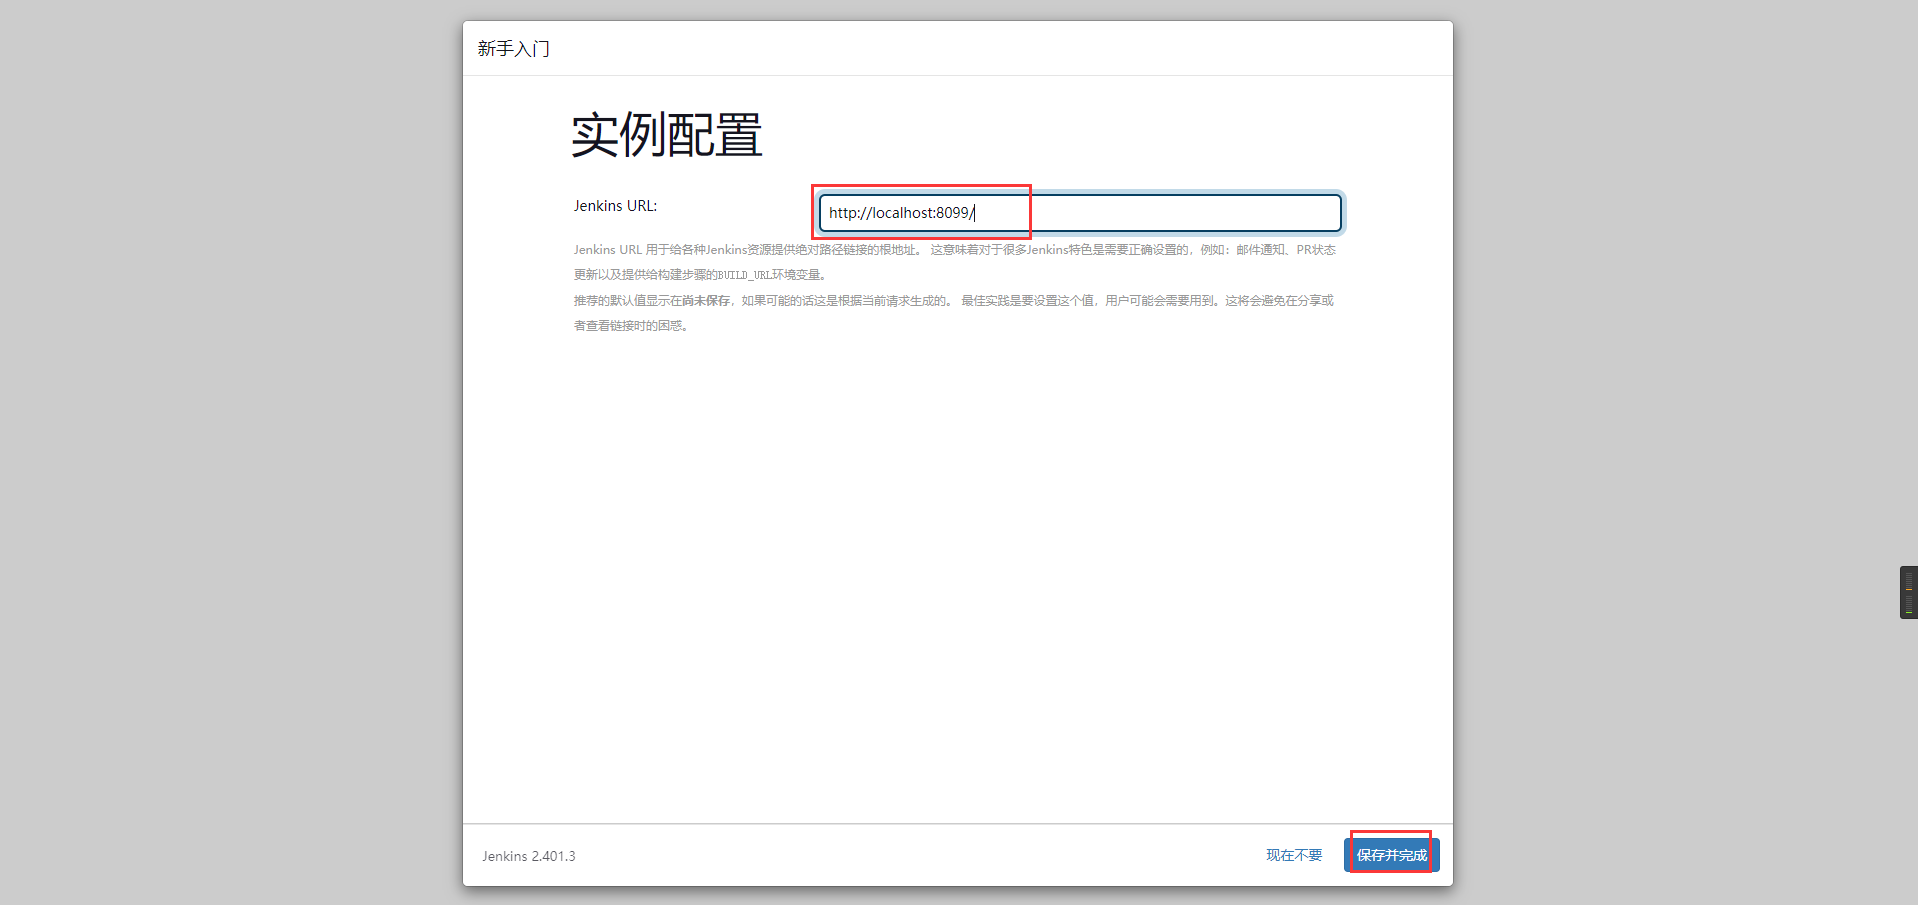 新手入门
实例配置
Jenkins URL:
http://localhost:8099/
Jenkins URL 用于给各种Jenkins资源提供绝对路径链接的根地址。 这意味着对于很多Jenkins特色是需要正确设置的，例如：邮件通知、PR状态
更新以及提供给构建步骤的BUILD_URL环境变量。
推荐的默认值显示在尚未保存，如果可能的话这是根据当前请求生成的。 最佳实践是要设置这个值，用户可能会需要用到。这将会避免在分享或
者查看链接时的困惑。
Jenkins 2.401.3
现在不要
保存并完成